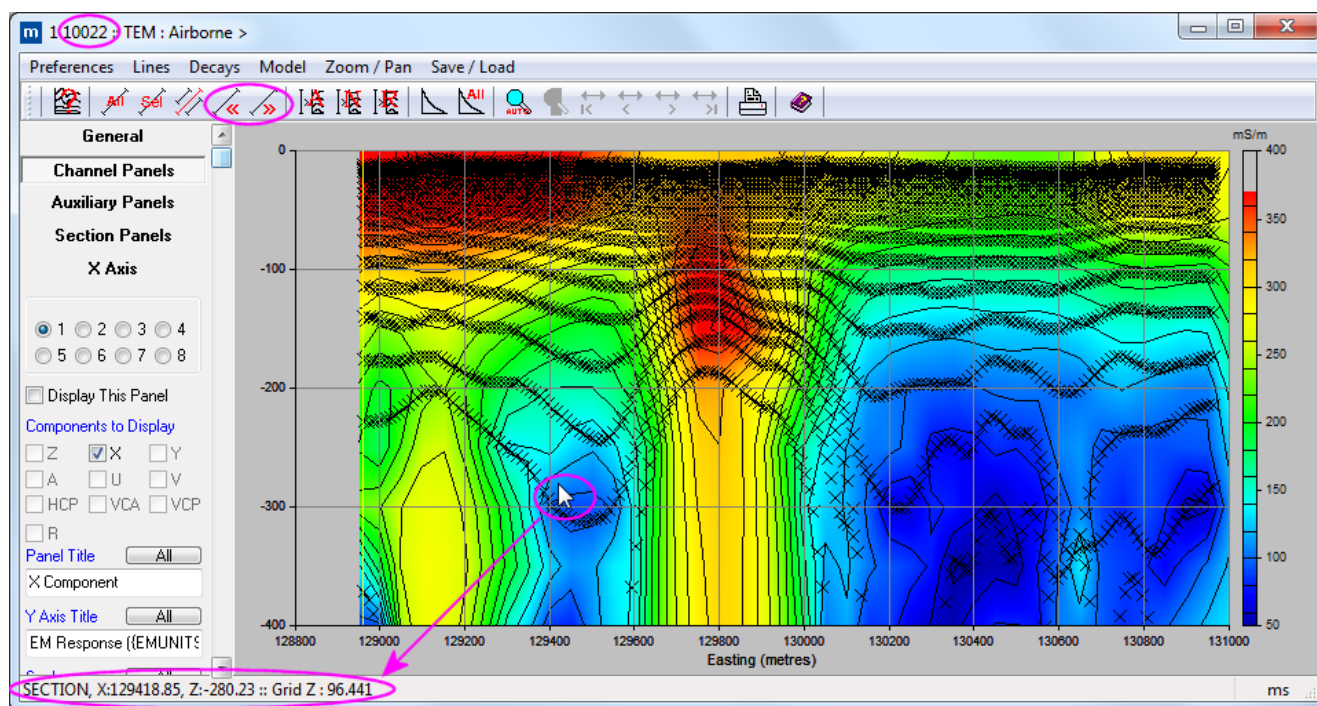 m 1:10022 :: TEM : Airborne >
Preferences Lines Decays Model Zoom / Pan Save / Load
? All Sel « » A N R All AUTO
General
Channel Panels
Auxiliary Panels
Section Panels
X Axis
1 2 3 4
5 6 7 8
Display This Panel
Components to Display
Z X Y
A U V
HCP VCA VCP
R
Panel Title All
X Component
Y Axis Title All
EM Response ({EMUNITS
mS/m
0
-100
-200
-300
-400
400
350
300
250
200
150
100
50
128800 129000 129200 129400 129600 129800 130000 130200 130400 130600 130800 131000
Easting (metres)
SECTION, X:129418.85, Z:-280.23 :: Grid Z : 96.441
ms